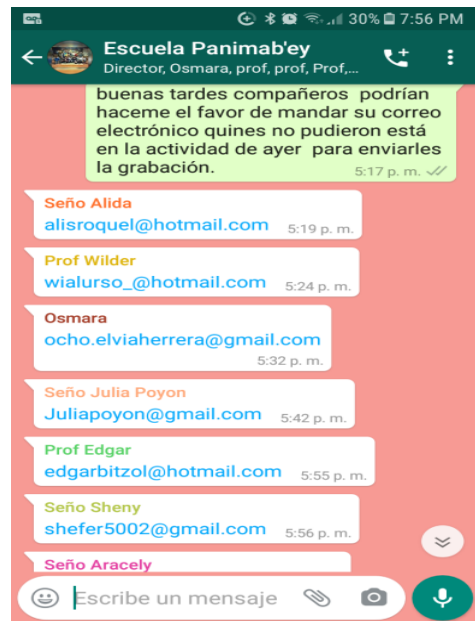 30% 7:56 PM
Escuela Panimab'ey
Director, Osmara, prof, prof, Prof,...
buenas tardes compañeros podrían
haceme el favor de mandar su correo
electrónico quines no pudieron está
en la actividad de ayer para enviarles
la grabación.
5:17 p. m.
Seño Alida
alisroquel@hotmail.com 5:19 p. m.
Prof Wilder
wialurso_@hotmail.com 5:24 p. m.
Osmara
ocho.elviaherrera@gmail.com
5:32 p. m.
Seño Julia Poyon
Juliapoyon@gmail.com 5:42 p. m.
Prof Edgar
edgarbitzol@hotmail.com 5:55 p. m.
Seño Sheny
shefer5002@gmail.com 5:56 p. m.
Seño Aracely
Escribe un mensaje